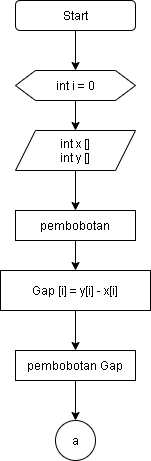 Start
int i = 0
int x []
int y []
pembobotan
Gap [i] = y[i] - x[i]
pembobotan Gap
a